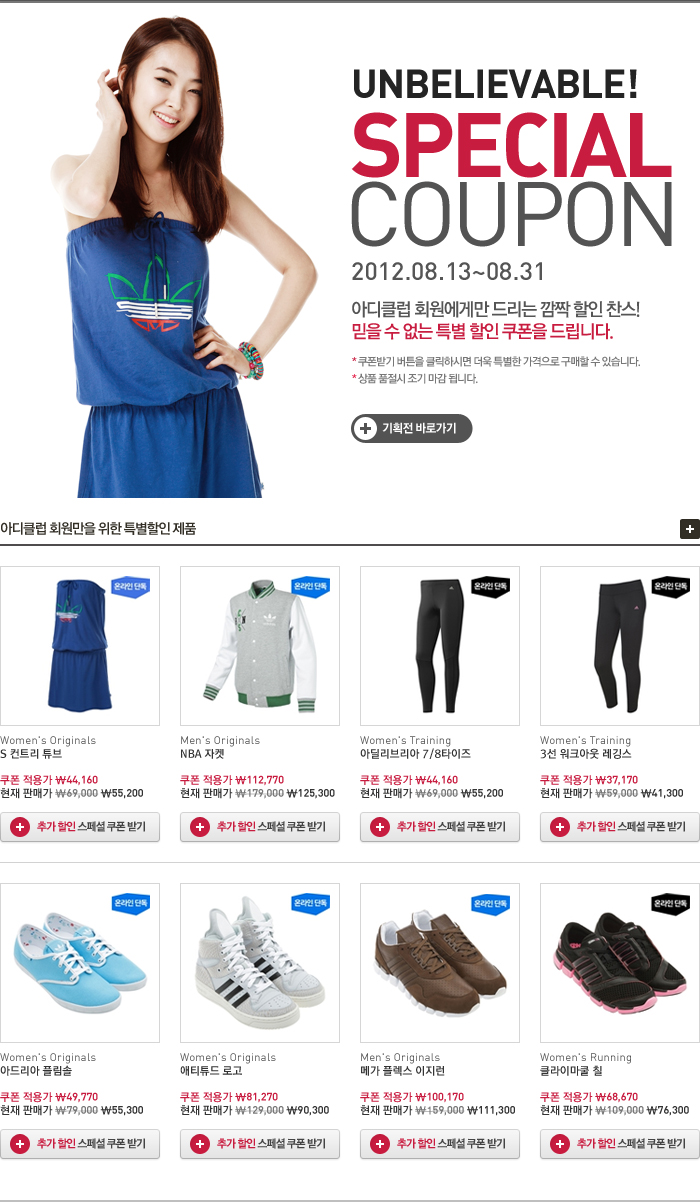 UNBELIEVABLE!
SPECIAL
COUPON
2012.08.13~08.31
아디클럽 회원에게만 드리는 깜짝 할인 찬스!
믿을 수 없는 특별 할인 쿠폰을 드립니다.
* 쿠폰받기 버튼을 클릭하시면 더욱 특별한 가격으로 구매할 수 있습니다.
* 상품 품절시 조기 마감 됩니다.
기획전 바로가기
아디클럽 회원만을 위한 특별할인 제품
온라인 단독
Women's Originals
S 컨트리 튜브
쿠폰 적용가 ₩44,160
현재 판매가 ₩69,000 ₩55,200
추가 할인 스페셜 쿠폰 받기
온라인 단독
Men's Originals
NBA 자켓
쿠폰 적용가 ₩112,770
현재 판매가 ₩179,000 ₩125,300
추가 할인 스페셜 쿠폰 받기
온라인 단독
Women's Training
아딜리브리아 7/8타이즈
쿠폰 적용가 ₩44,160
현재 판매가 ₩69,000 ₩55,200
추가 할인 스페셜 쿠폰 받기
온라인 단독
Women's Training
3선 워크아웃 레깅스
쿠폰 적용가 ₩37,170
현재 판매가 ₩59,000 ₩41,300
추가 할인 스페셜 쿠폰 받기
온라인 단독
Women's Originals
아드리아 플림솔
쿠폰 적용가 ₩49,770
현재 판매가 ₩79,000 ₩55,300
추가 할인 스페셜 쿠폰 받기
온라인 단독
Women's Originals
애티튜드 로고
쿠폰 적용가 ₩81,270
현재 판매가 ₩129,000 ₩90,300
추가 할인 스페셜 쿠폰 받기
온라인 단독
Men's Originals
메가 플렉스 이지런
쿠폰 적용가 ₩100,170
현재 판매가 ₩159,000 ₩111,300
추가 할인 스페셜 쿠폰 받기
온라인 단독
Women's Running
클라이마쿨 칠
쿠폰 적용가 ₩68,670
현재 판매가 ₩109,000 ₩76,300
추가 할인 스페셜 쿠폰 받기